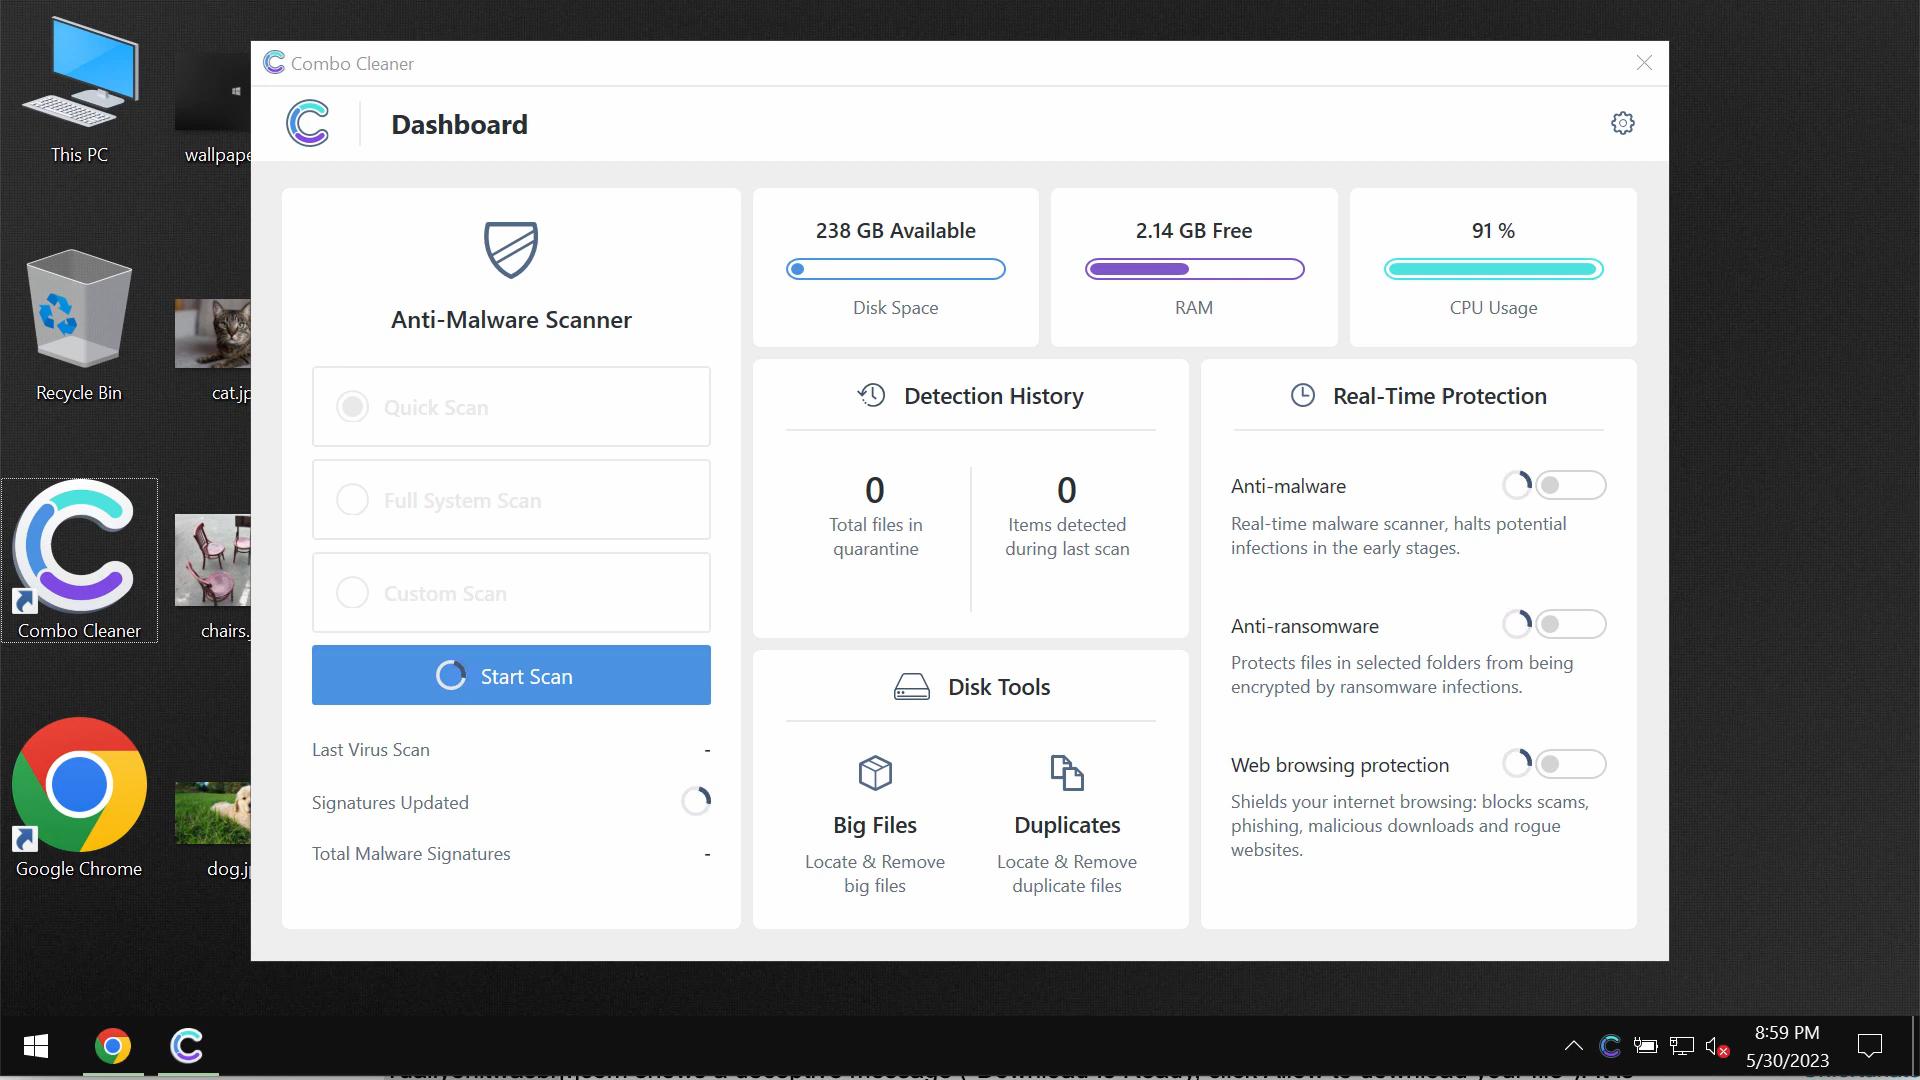 This PC
wallpape
Recycle Bin
cat.jp
Combo Cleaner
chairs.
Google Chrome
dog.j
Combo Cleaner
Dashboard
Anti-Malware Scanner
Quick Scan
Full System Scan
Custom Scan
Start Scan
Last Virus Scan -
Signatures Updated
Total Malware Signatures -
238 GB Available
Disk Space
2.14 GB Free
RAM
91 %
CPU Usage
Detection History
0
Total files in
quarantine
0
Items detected
during last scan
Disk Tools
Big Files
Locate & Remove
big files
Duplicates
Locate & Remove
duplicate files
Real-Time Protection
Anti-malware
Real-time malware scanner, halts potential
infections in the early stages.
Anti-ransomware
Protects files in selected folders from being
encrypted by ransomware infections.
Web browsing protection
Shields your internet browsing: blocks scams,
phishing, malicious downloads and rogue
websites.
8:59 PM
5/30/2023